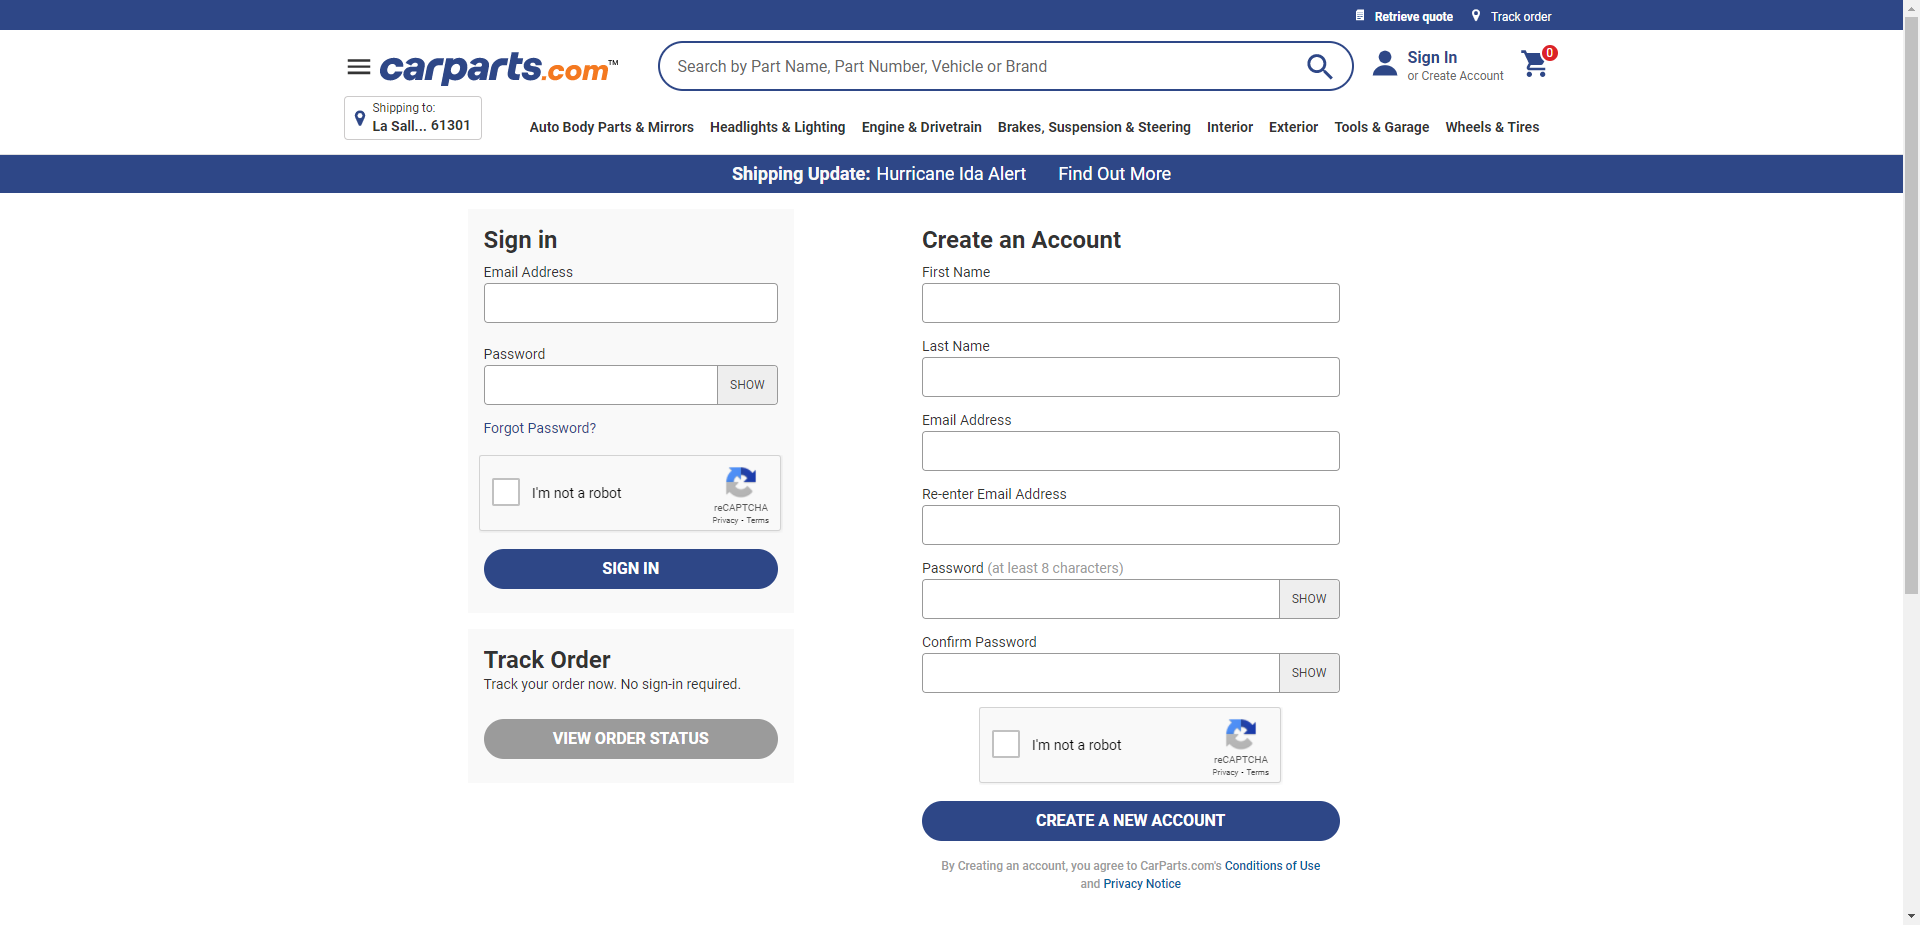 Retrieve quote Track order
carparts.com™
Search by Part Name, Part Number, Vehicle or Brand
Sign In
or Create Account
0
Shipping to:
La Sall... 61301
Auto Body Parts & Mirrors Headlights & Lighting Engine & Drivetrain Brakes, Suspension & Steering Interior Exterior Tools & Garage Wheels & Tires
Shipping Update: Hurricane Ida Alert Find Out More
Sign in
Email Address
Password
SHOW
Forgot Password?
I'm not a robot
reCAPTCHA
Privacy - Terms
SIGN IN
Track Order
Track your order now. No sign-in required.
VIEW ORDER STATUS
Create an Account
First Name
Last Name
Email Address
Re-enter Email Address
Password (at least 8 characters)
SHOW
Confirm Password
SHOW
I'm not a robot
reCAPTCHA
Privacy - Terms
CREATE A NEW ACCOUNT
By Creating an account, you agree to CarParts.com's Conditions of Use
and Privacy Notice